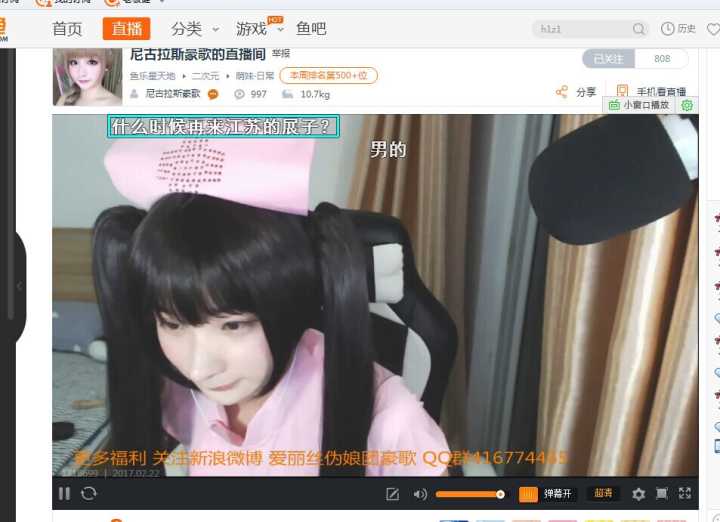 首页 直播 分类 游戏 HOT 鱼吧 h1z1 历史
尼古拉斯豪歌的直播间 举报
已关注 808
鱼乐星天地 二次元 萌妹·日常 本周排名第500+位
尼古拉斯豪歌 997 10.7kg
分享 手机看直播
小窗口播放
什么时候再来江苏的展子？
男的
更多福利 关注新浪微博 爱丽丝伪娘团豪歌 QQ群416774465
2017.02.22
弹幕开 超清